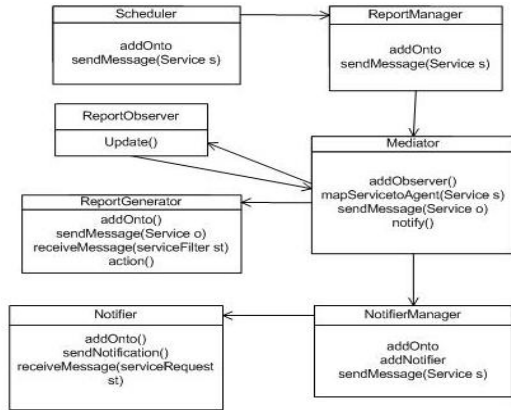 Scheduler
addOnto
sendMessage(Service s)
ReportManager
addOnto
sendMessage(Service s)
ReportObserver
Update()
Mediator
addObserver()
mapServicetoAgent(Service s)
sendMessage(Service o)
notify()
ReportGenerator
addOnto()
sendMessage(Service o)
receiveMessage(serviceFilter st)
action()
Notifier
addOnto()
sendNotification()
receiveMessage(serviceRequest
st)
NotifierManager
addOnto
addNotifier
sendMessage(Service s)